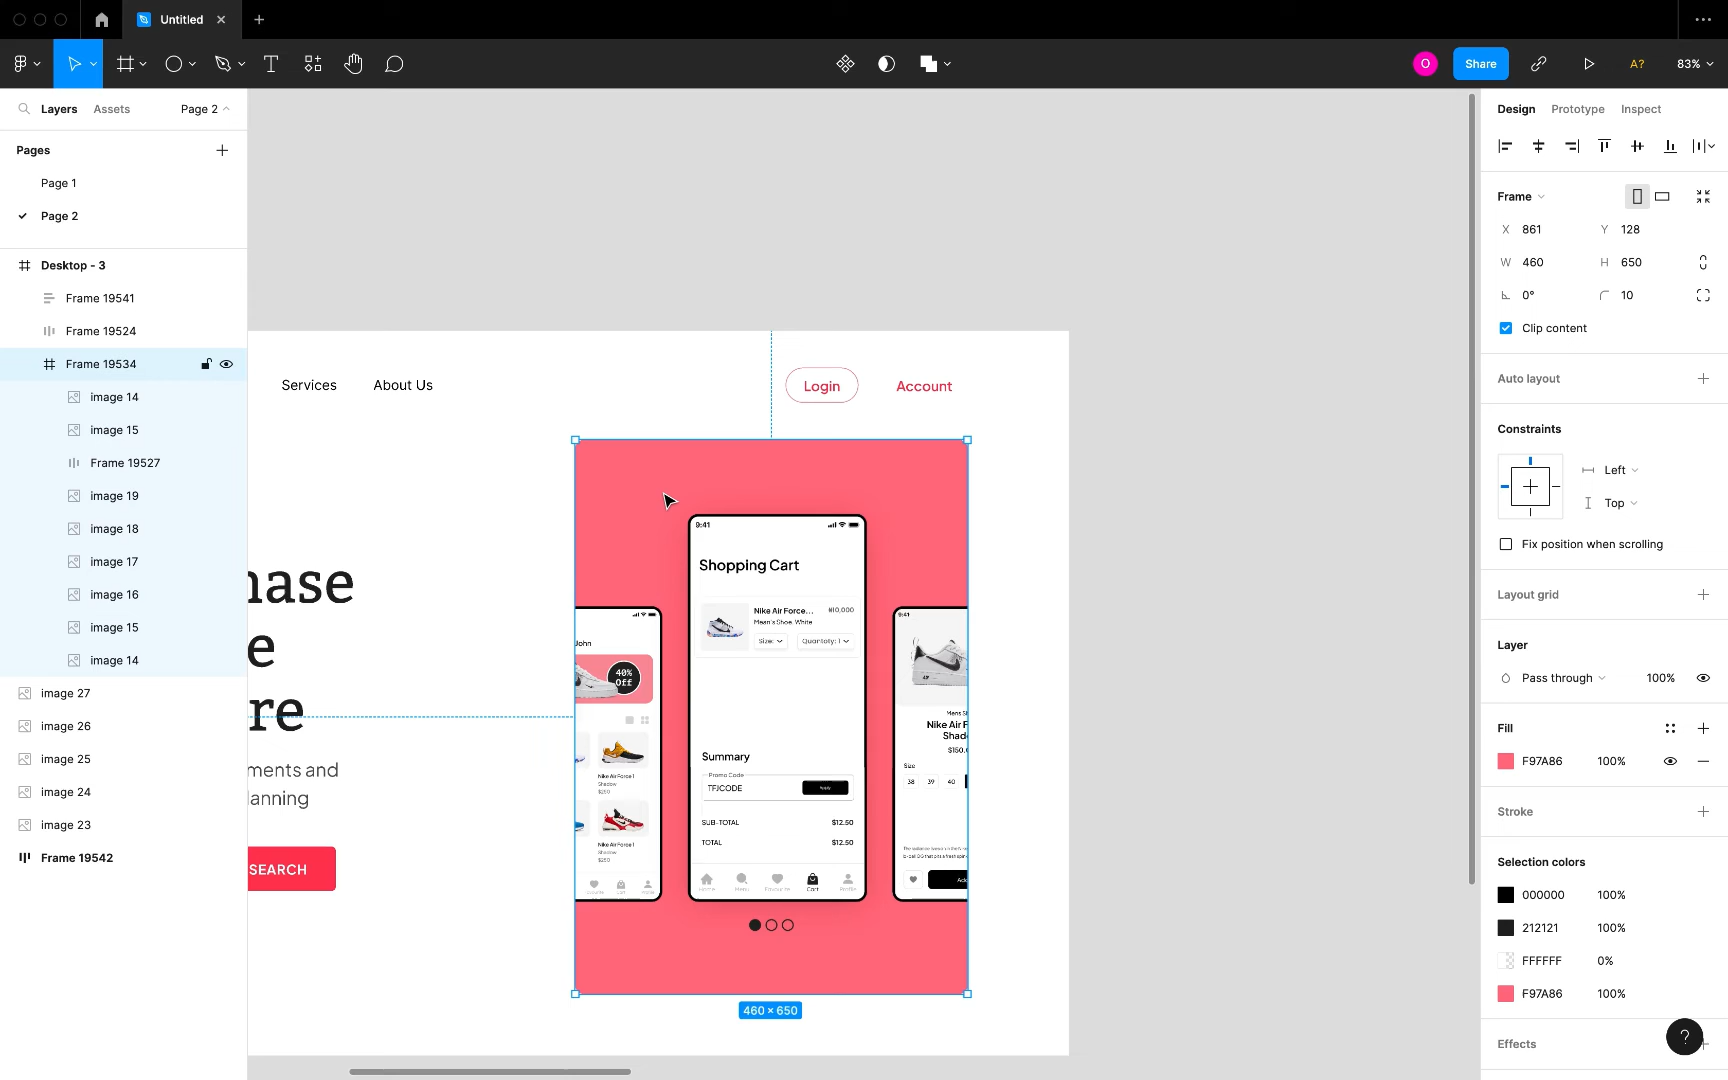 Untitled
Share
A?
83%
Layers
Assets
Page 2
Pages
Page 1
Page 2
Desktop - 3
Frame 19541
Frame 19524
Frame 19534
image 14
image 15
Frame 19527
image 19
image 18
image 17
image 16
image 15
image 14
image 27
image 26
image 25
image 24
image 23
Frame 19542
Services
About Us
Login
Account
hase
e
re
ments and
lanning
SEARCH
John
40%
Off
Nike Air Force 1
Shadow
$250
Nike Air Force 1
Shadow
$250
9:41
Shopping Cart
Nike Air Force...
₦10,000
Mean's Shoe. White
Size:
Quantoty: 1
Summary
Promo Code
TFJCODE
Apply
SUB-TOTAL
$12.50
TOTAL
$12.50
Home
Menu
Favourite
Cart
Profile
9:41
Mens S
Nike Air F
Shad
$150.
Size
38
39
40
Add
460 × 650
Design
Prototype
Inspect
Frame
X
861
Y
128
W
460
H
650
0°
10
Clip content
Auto layout
Constraints
Left
Top
Fix position when scrolling
Layout grid
Layer
Pass through
100%
Fill
F97A86
100%
Stroke
Selection colors
000000
100%
212121
100%
FFFFFF
0%
F97A86
100%
Effects
?
O